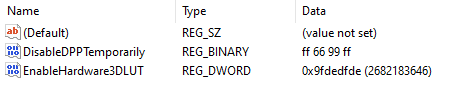 Name Type Data
(Default) REG_SZ (value not set)
DisableDPPTemporarily REG_BINARY ff 66 99 ff
EnableHardware3DLUT REG_DWORD 0x9fdedfde (2682183646)